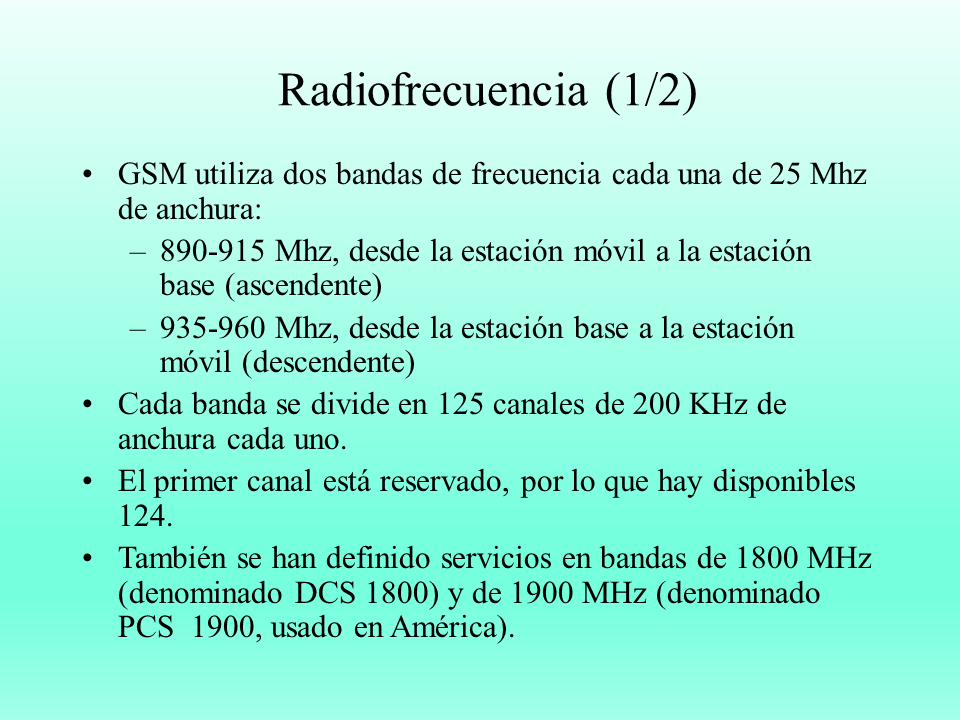 Radiofrecuencia (1/2)
• GSM utiliza dos bandas de frecuencia cada una de 25 Mhz
de anchura:
– 890-915 Mhz, desde la estación móvil a la estación
base (ascendente)
– 935-960 Mhz, desde la estación base a la estación
móvil (descendente)
• Cada banda se divide en 125 canales de 200 KHz de
anchura cada uno.
• El primer canal está reservado, por lo que hay disponibles
124.
• También se han definido servicios en bandas de 1800 MHz
(denominado DCS 1800) y de 1900 MHz (denominado
PCS  1900, usado en América).